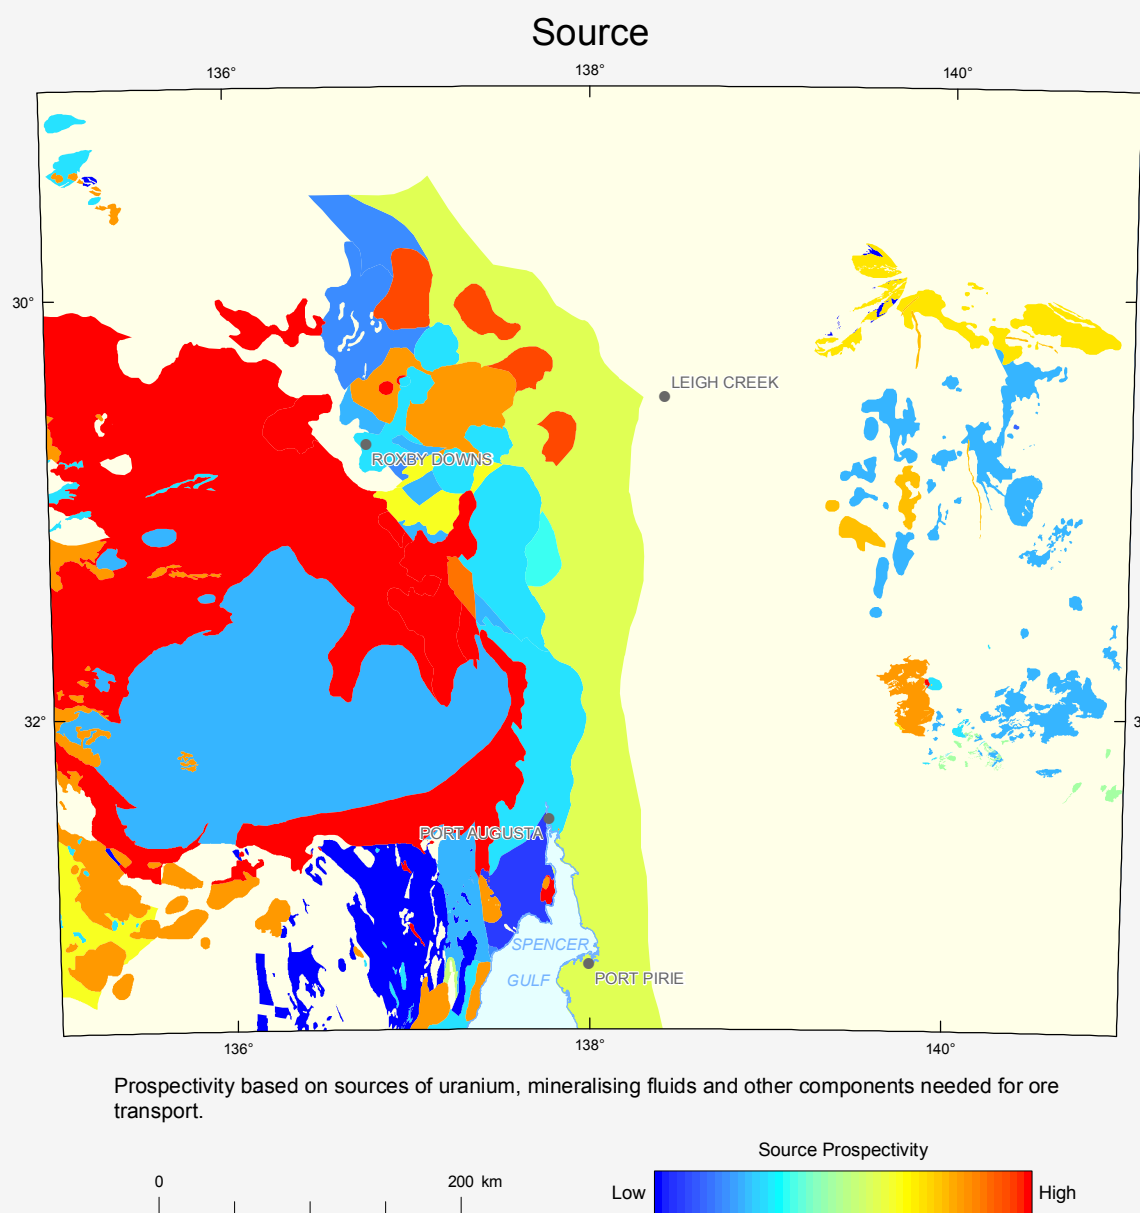 Source
136°
138°
140°
30°
LEIGH CREEK
ROXBY DOWNS
32°
3
PORT AUGUSTA
SPENCER
GULF
PORT PIRIE
136°
138°
140°
Prospectivity based on sources of uranium, mineralising fluids and other components needed for ore
transport.
Source Prospectivity
0
200 km
Low
High